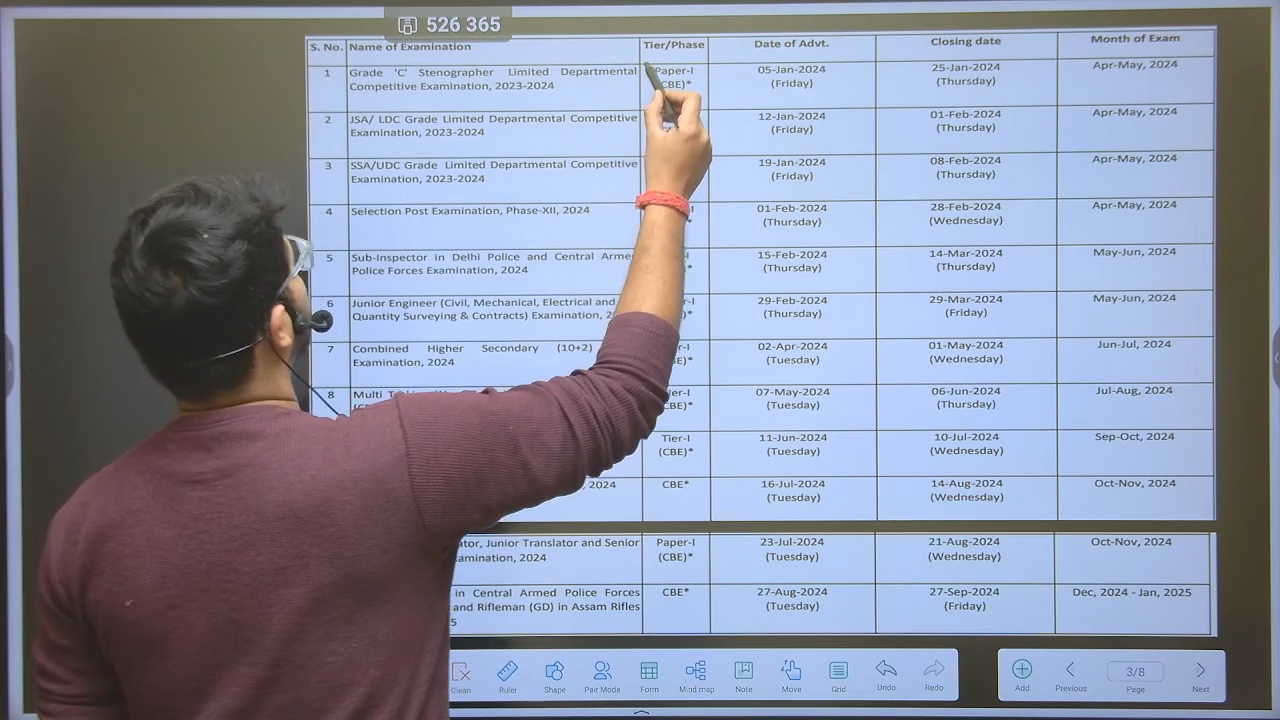 526 365
S. No. Name of Examination Tier/Phase Date of Advt. Closing date Month of Exam
1 Grade 'C' Stenographer Limited Departmental Paper-I 05-Jan-2024 25-Jan-2024 Apr-May, 2024
Competitive Examination, 2023-2024 (CBE)* (Friday) (Thursday)
2 JSA/ LDC Grade Limited Departmental Competitive 12-Jan-2024 01-Feb-2024 Apr-May, 2024
Examination, 2023-2024 (Friday) (Thursday)
3 SSA/UDC Grade Limited Departmental Competitive 19-Jan-2024 08-Feb-2024 Apr-May, 2024
Examination, 2023-2024 (Friday) (Thursday)
4 Selection Post Examination, Phase-XII, 2024 01-Feb-2024 28-Feb-2024 Apr-May, 2024
(Thursday) (Wednesday)
5 Sub-Inspector in Delhi Police and Central 15-Feb-2024 14-Mar-2024 May-Jun, 2024
Police Forces Examination, 2024 (Thursday) (Thursday)
6 Junior Engineer (Civil, Mechanical, Electrical and 29-Feb-2024 29-Mar-2024 May-Jun, 2024
Quantity Surveying & Contracts) Examination, (Thursday) (Friday)
7 Combined Higher Secondary (10+2) 02-Apr-2024 01-May-2024 Jun-Jul, 2024
Examination, 2024 (Tuesday) (Wednesday)
8 Multi 07-May-2024 06-Jun-2024 Jul-Aug, 2024
(Tuesday) (Thursday)
Tier-I 11-Jun-2024 10-Jul-2024 Sep-Oct, 2024
(CBE)* (Tuesday) (Wednesday)
2024 CBE* 16-Jul-2024 14-Aug-2024 Oct-Nov, 2024
(Tuesday) (Wednesday)
Junior Translator and Senior Paper-I 23-Jul-2024 21-Aug-2024 Oct-Nov, 2024
2024 (CBE)* (Tuesday) (Wednesday)
in Central Armed Police Forces CBE* 27-Aug-2024 27-Sep-2024 Dec, 2024 - Jan, 2025
and Rifleman (GD) in Assam Rifles (Tuesday) (Friday)
3/8
Clean Ruler Shape Pair Mode Form Mind map Note Move Grid Undo Redo Add Previous Page Next